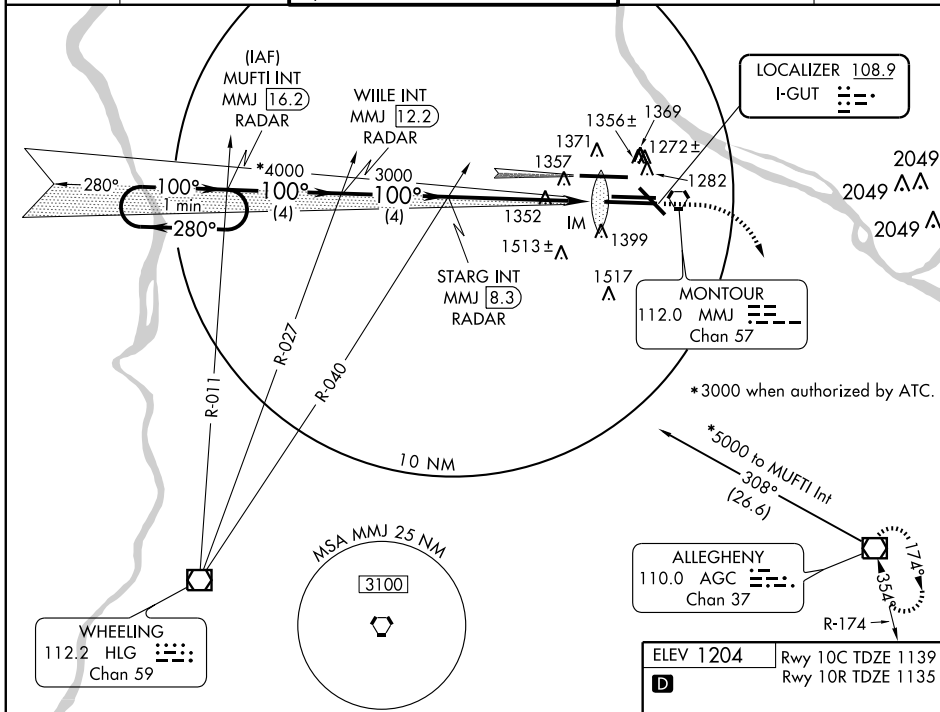 (IAF)
MUFTI INT
MMJ 16.2
RADAR
WIILE INT
MMJ 12.2
RADAR
LOCALIZER 108.9
I-GUT
1369
1356±
1371
1272±
1357
1282
2049
2049
2049
*4000
3000
280°
100°
100°
100°
1 min
(4)
(4)
280°
1352
IM
1399
1513±
1517
STARG INT
MMJ 8.3
RADAR
MONTOUR
112.0 MMJ
Chan 57
R-011
R-027
R-040
*3000 when authorized by ATC.
10 NM
*5000 to MUFTI Int
308°
(26.6)
MSA MMJ 25 NM
3100
ALLEGHENY
110.0 AGC
Chan 37
174°
354°
R-174
WHEELING
112.2 HLG
Chan 59
ELEV 1204
D
Rwy 10C TDZE 1139
Rwy 10R TDZE 1135